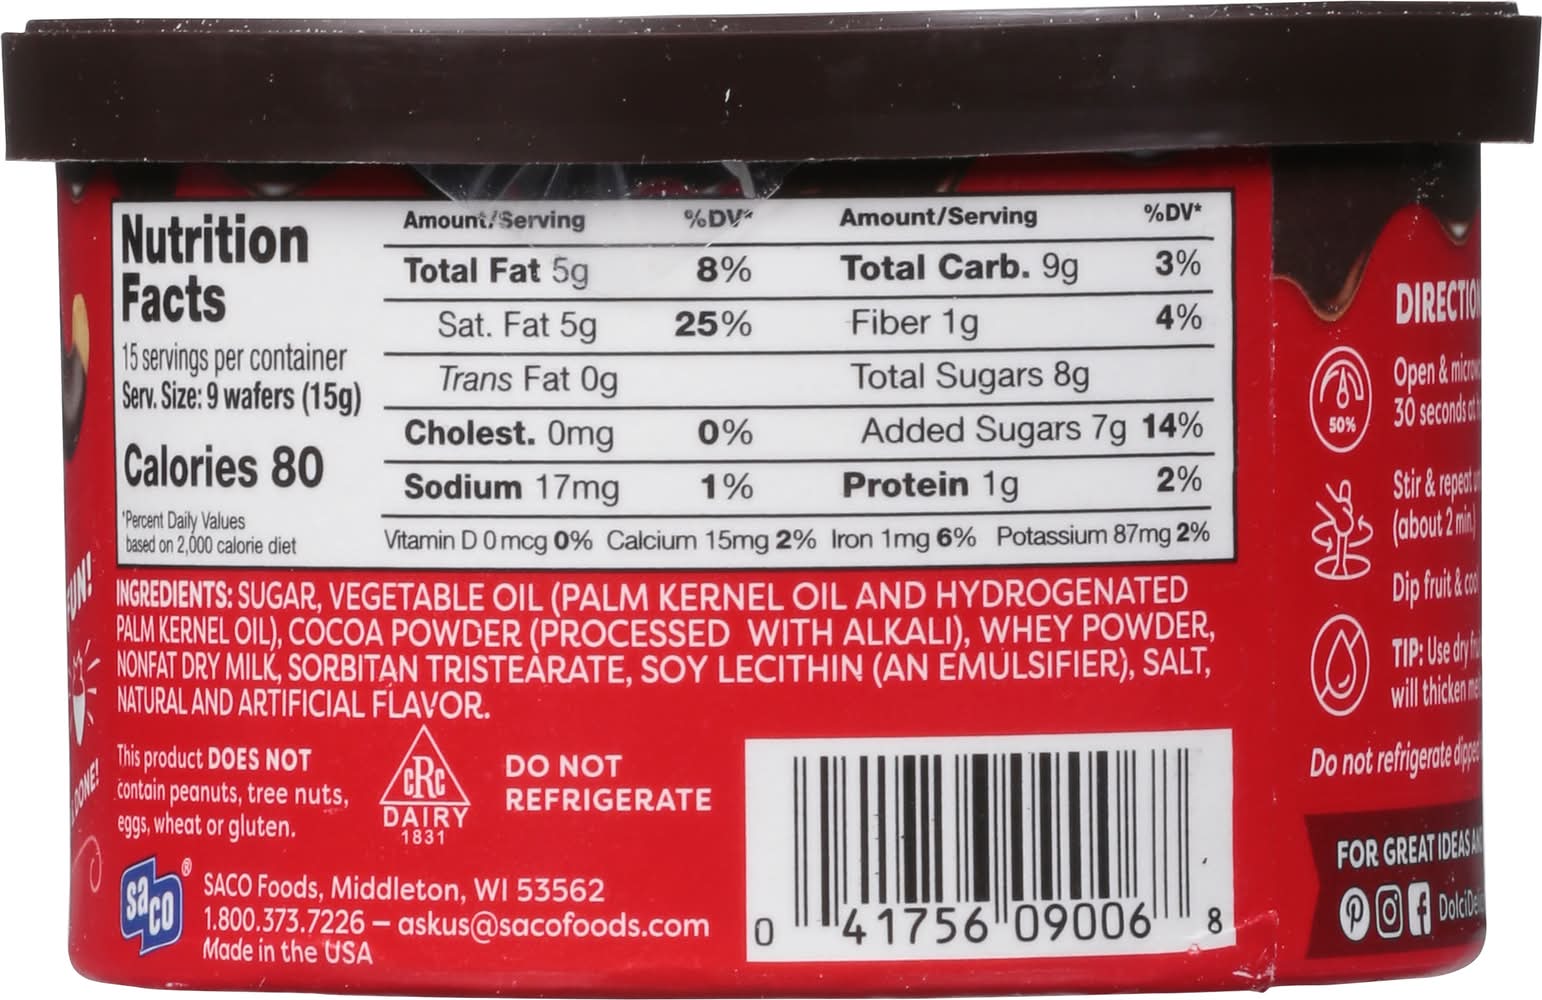 Nutrition
Facts
15 servings per container
Serv. Size: 9 wafers (15g)
Calories 80
*Percent Daily Values
based on 2,000 calorie diet
Amount/Serving %DV* Amount/Serving %DV*
Total Fat 5g 8% Total Carb. 9g 3%
Sat. Fat 5g 25% Fiber 1g 4%
Trans Fat 0g Total Sugars 8g
Cholest. 0mg 0% Added Sugars 7g 14%
Sodium 17mg 1% Protein 1g 2%
Vitamin D 0 mcg 0% Calcium 15mg 2% Iron 1mg 6% Potassium 87mg 2%
INGREDIENTS: SUGAR, VEGETABLE OIL (PALM KERNEL OIL AND HYDROGENATED
PALM KERNEL OIL), COCOA POWDER (PROCESSED WITH ALKALI), WHEY POWDER,
NONFAT DRY MILK, SORBITAN TRISTEARATE, SOY LECITHIN (AN EMULSIFIER), SALT,
NATURAL AND ARTIFICIAL FLAVOR.
This product DOES NOT
contain peanuts, tree nuts,
eggs, wheat or gluten.
cRc
DAIRY
1831
DO NOT
REFRIGERATE
saco®
SACO Foods, Middleton, WI 53562
1.800.373.7226 – askus@sacofoods.com
Made in the USA
0 41756 09006 8
FUN!
DONE!
DIRECTIO
Open & microw
30 seconds at
50%
Stir & repeat
(about 2 min.)
Dip fruit & coo
TIP: Use dry fru
will thicken
Do not refrigerate dipped
FOR GREAT IDEAS